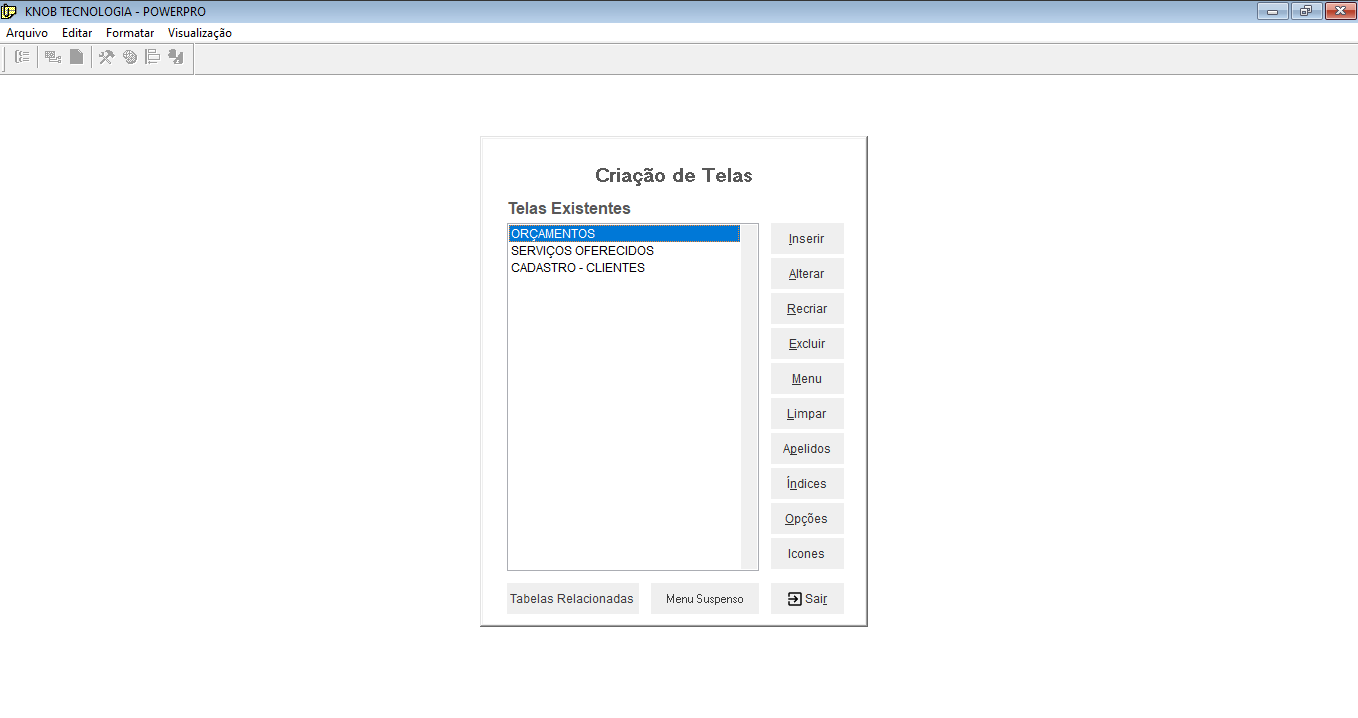 KNOB TECNOLOGIA - POWERPRO
Arquivo Editar Formatar Visualização
Criação de Telas
Telas Existentes
ORÇAMENTOS
SERVIÇOS OFERECIDOS
CADASTRO - CLIENTES
Inserir
Alterar
Recriar
Excluir
Menu
Limpar
Apelidos
Índices
Opções
Icones
Tabelas Relacionadas Menu Suspenso Sair